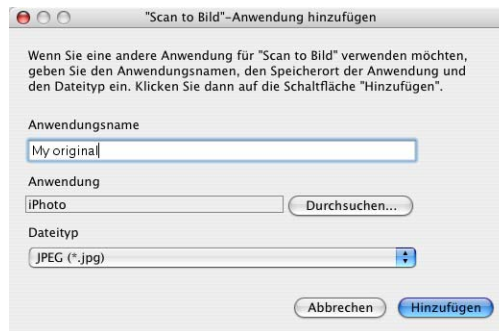 "Scan to Bild"-Anwendung hinzufügen
Wenn Sie eine andere Anwendung für "Scan to Bild" verwenden möchten,
geben Sie den Anwendungsnamen, den Speicherort der Anwendung und
den Dateityp ein. Klicken Sie dann auf die Schaltfläche "Hinzufügen".
Anwendungsname
My original
Anwendung
iPhoto
Durchsuchen...
Dateityp
JPEG (*.jpg)
Abbrechen
Hinzufügen